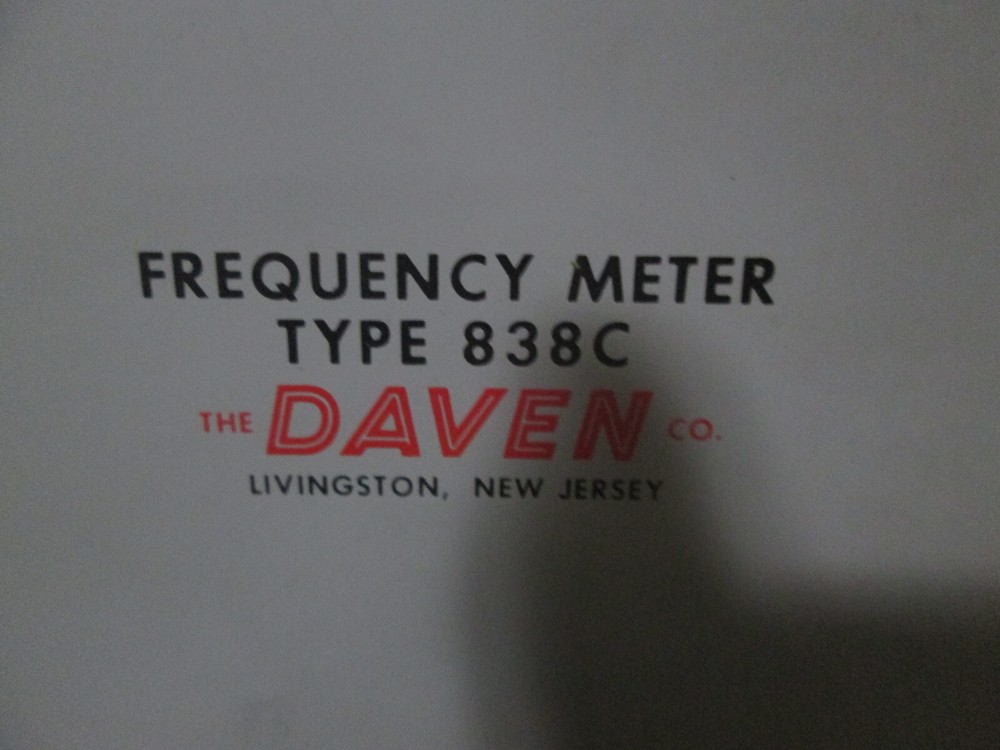 FREQUENCY METER
TYPE 838C
THE DAVEN CO.
LIVINGSTON, NEW JERSEY